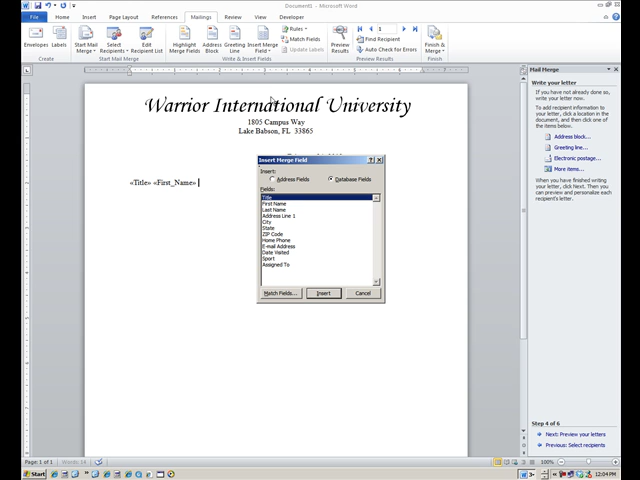 Document1 - Microsoft Word
File Home Insert Page Layout References Mailings Review View Developer
Envelopes Labels
Create
Start Mail Merge Select Recipients Edit Recipient List
Start Mail Merge
Highlight Merge Fields Address Block Greeting Line Insert Merge Field
Rules
Match Fields
Update Labels
Write & Insert Fields
Preview Results
1
Find Recipient
Auto Check for Errors
Preview Results
Finish & Merge
Finish
Warrior International University
1805 Campus Way
Lake Babson, FL 33865
«Title» «First_Name»
Insert Merge Field
Insert:
Address Fields Database Fields
Fields:
Title
First Name
Last Name
Address Line 1
City
State
ZIP Code
Home Phone
E-mail Address
Date Visited
Sport
Assigned To
Match Fields... Insert Cancel
Mail Merge
Write your letter
If you have not already done so,
write your letter now.
To add recipient information to
your letter, click a location in the
document, and then click one
of the items below.
Address block...
Greeting line...
Electronic postage...
More items...
When you have finished writing
your letter, click Next. Then you
can preview and personalize each
recipient's letter.
Step 4 of 6
Next: Preview your letters
Previous: Select recipients
Page: 1 of 1 Words: 14
100%
Start
12:04 PM